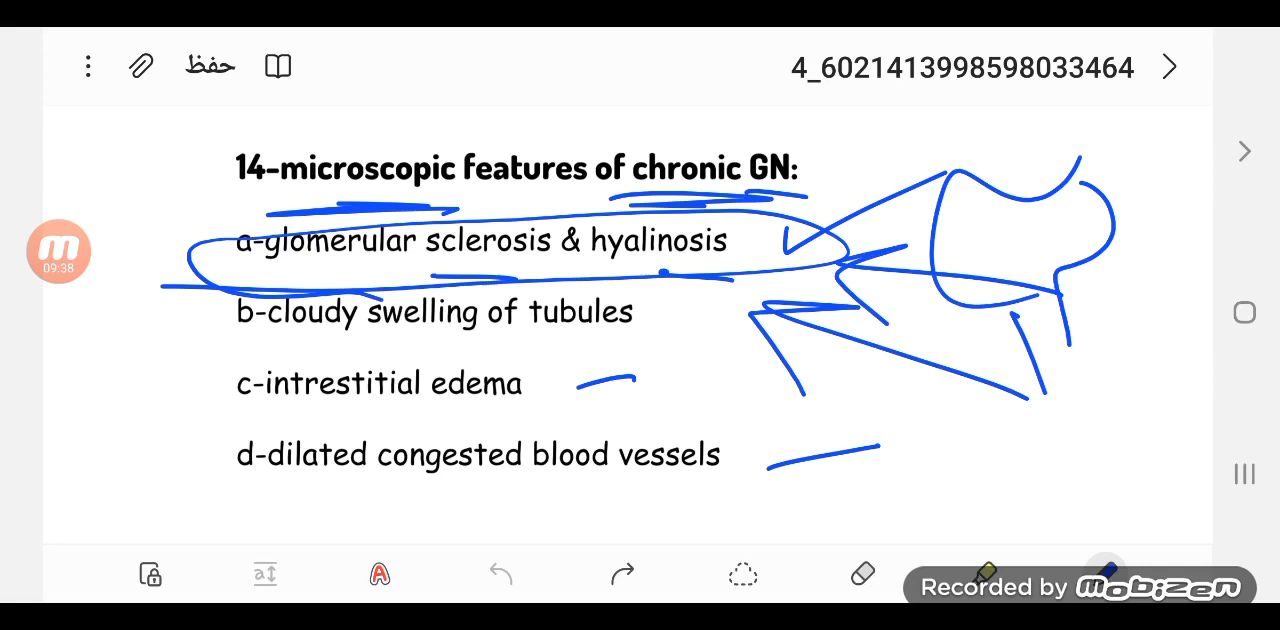 حفظ
4_6021413998598033464
14-microscopic features of chronic GN:
a-glomerular sclerosis & hyalinosis
09:38
b-cloudy swelling of tubules
c-intrestitial edema
d-dilated congested blood vessels
a
A
Recorded by mobizen